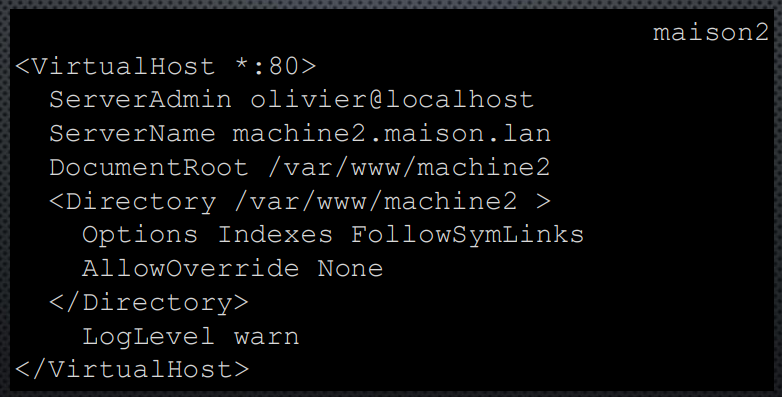 maison2
<VirtualHost *:80>
  ServerAdmin olivier@localhost
  ServerName machine2.maison.lan
  DocumentRoot /var/www/machine2
  <Directory /var/www/machine2 >
    Options Indexes FollowSymLinks
    AllowOverride None
  </Directory>
    LogLevel warn
</VirtualHost>